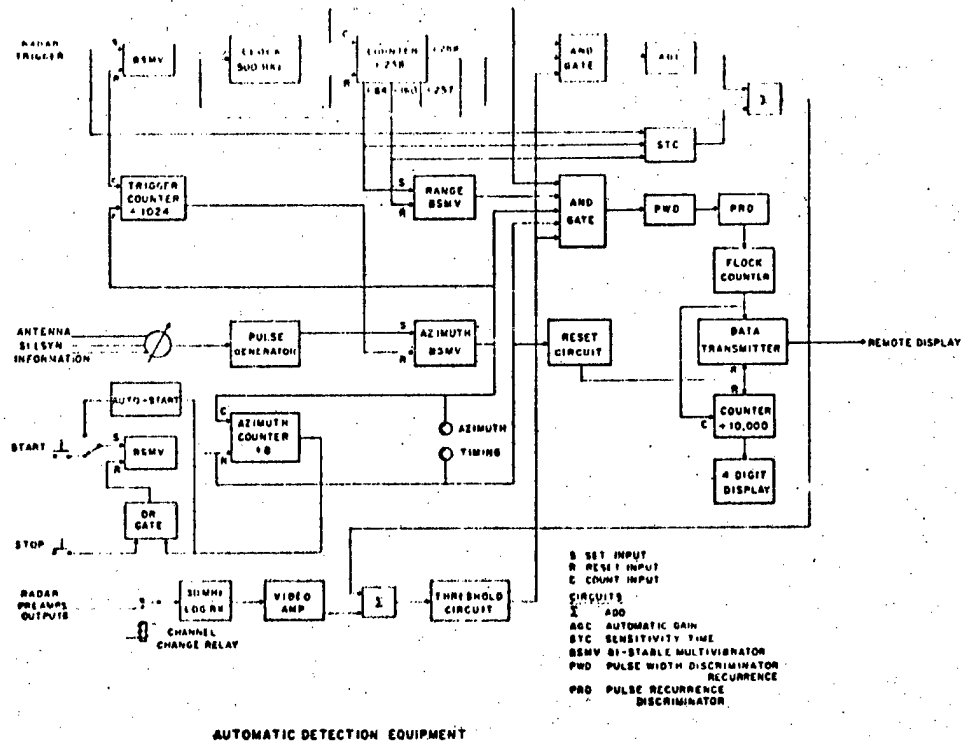 RADAR
TRIGGER
S
R
BSMV
CLOCK
500
C
R
COUNTER
÷258
÷84
÷160
÷257
AND
GATE
Σ
STC
TRIGGER
COUNTER
÷ 1024
C
S
R
RANGE
BSMV
AND
GATE
PWD
PRD
FLOCK
COUNTER
ANTENNA
INFORMATION
PULSE
GENERATOR
S
R
AZIMUTH
BSMV
RESET
CIRCUIT
DATA
TRANSMITTER
R
REMOTE DISPLAY
AUTO-START
START
S
R
BSMV
C
R
AZIMUTH
COUNTER
÷8
AZIMUTH
TIMING
C
R
COUNTER
÷10,000
4 DIGIT
DISPLAY
OR
GATE
STOP
RADAR
PREAMPS
OUTPUTS
LOG RX
VIDEO
AMP
Σ
THRESHOLD
CIRCUIT
CHANNEL
CHANGE RELAY
S SET INPUT
R RESET INPUT
C COUNT INPUT
CIRCUITS
Σ ADD
AGC AUTOMATIC GAIN
STC SENSITIVITY TIME
BSMV BI-STABLE MULTIVIBRATOR
PWD PULSE WIDTH DISCRIMINATOR
RECURRENCE
PRD PULSE RECURRENCE
DISCRIMINATOR
AUTOMATIC DETECTION EQUIPMENT